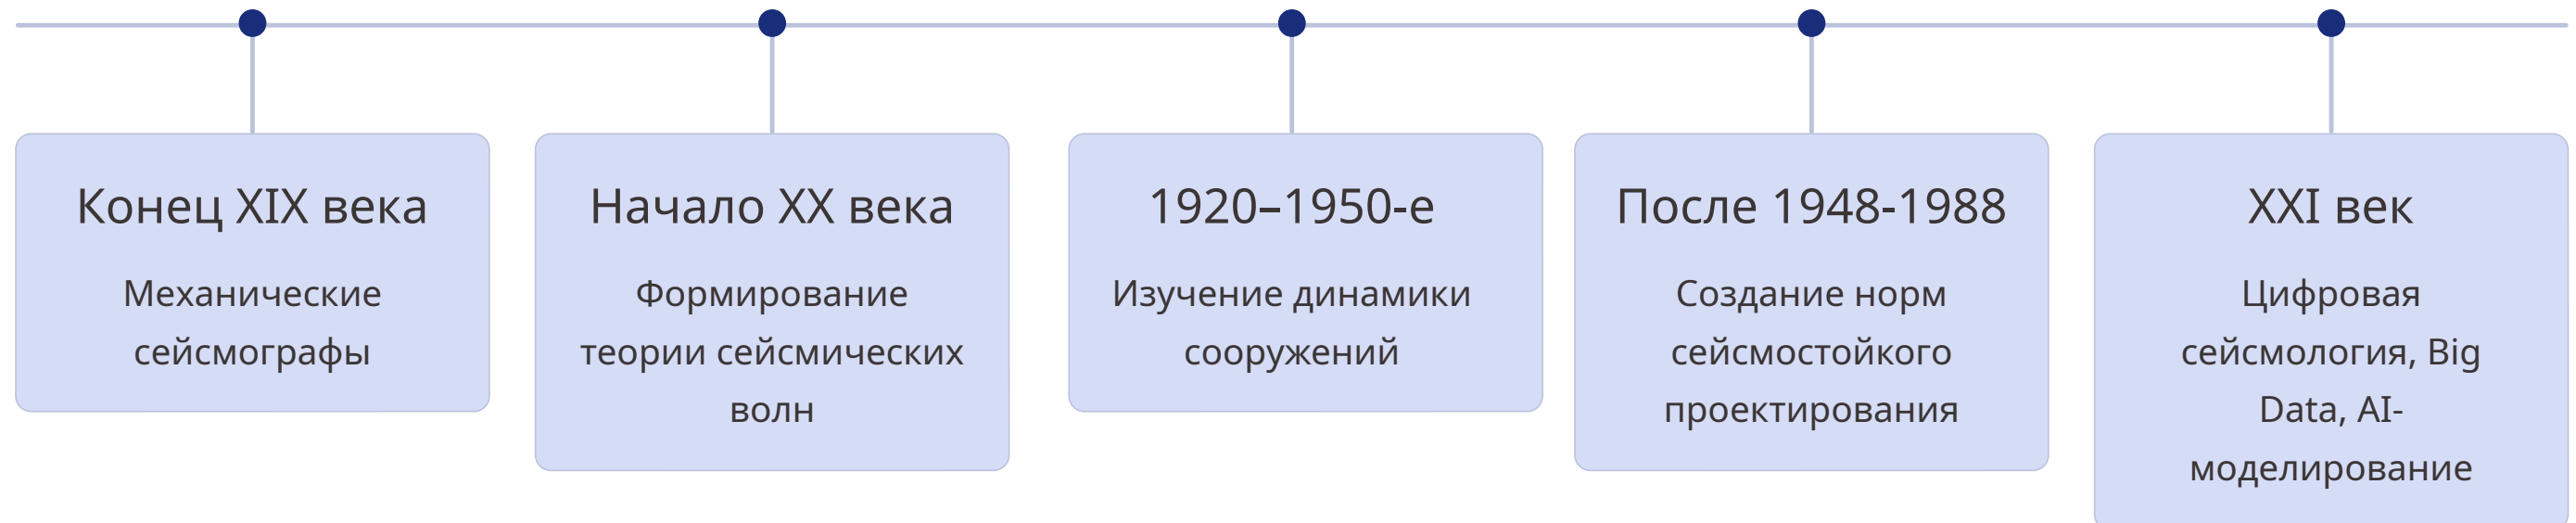 Конец XIX века
Механические
сейсмографы
Начало XX века
Формирование
теории сейсмических
волн
1920–1950-е
Изучение динамики
сооружений
После 1948-1988
Создание норм
сейсмостойкого
проектирования
XXI век
Цифровая
сейсмология, Big
Data, AI-
моделирование